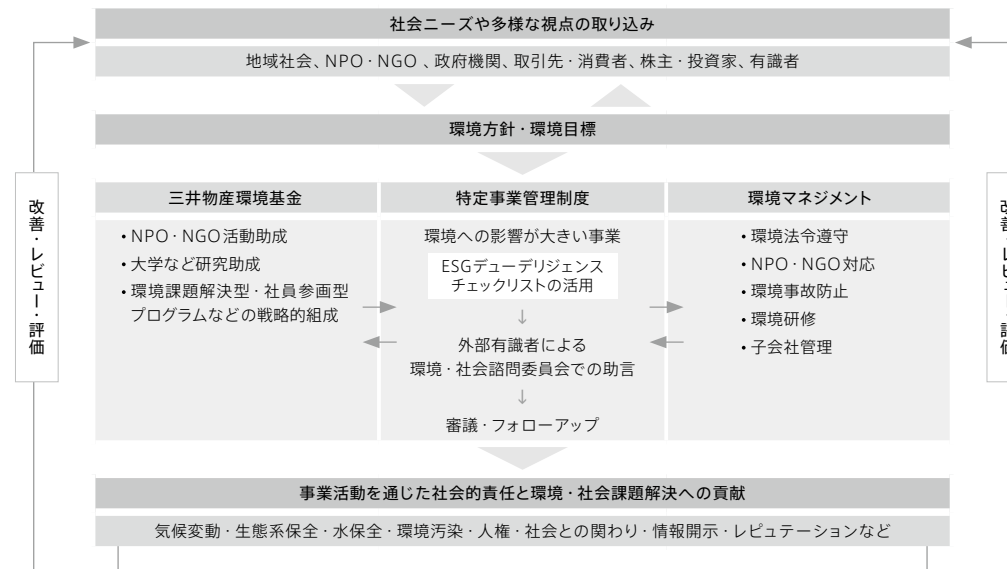 社会ニーズや多様な視点の取り込み
地域社会、NPO・NGO 、政府機関、取引先・消費者、株主・投資家、有識者
環境方針・環境目標
改善・レビュー・評価
三井物産環境基金
・NPO・NGO活動助成
・大学など研究助成
・環境課題解決型・社員参画型
プログラムなどの戦略的組成
特定事業管理制度
環境への影響が大きい事業
ESGデューデリジェンス
チェックリストの活用
↓
外部有識者による
環境・社会諮問委員会での助言
↓
審議・フォローアップ
環境マネジメント
・環境法令遵守
・NPO・NGO対応
・環境事故防止
・環境研修
・子会社管理
改善・レビュー・評価
事業活動を通じた社会的責任と環境・社会課題解決への貢献
気候変動・生態系保全・水保全・環境汚染・人権・社会との関わり・情報開示・レピュテーションなど